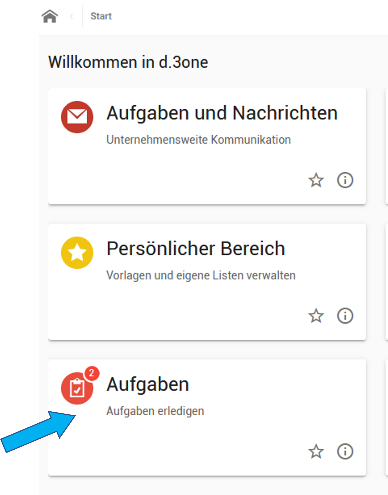 Start
Willkommen in d.3one
Aufgaben und Nachrichten
Unternehmensweite Kommunikation
Persönlicher Bereich
Vorlagen und eigene Listen verwalten
2
Aufgaben
Aufgaben erledigen